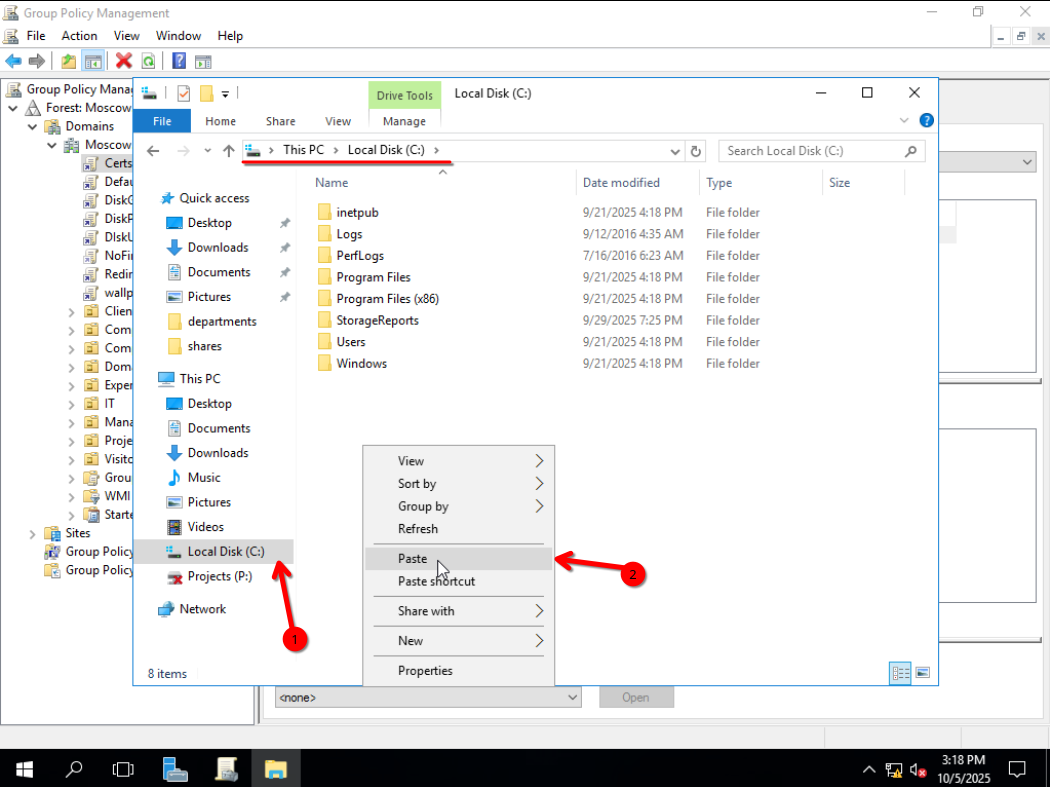 Group Policy Management
File Action View Window Help
Group Policy Mana
Forest: Moscow
Domains
Moscow
Certs
Defau
DiskC
DiskP
DIskU
NoFir
Redir
wallp
Clien
Com
Com
Doma
Exper
IT
Mana
Proje
Visito
Grou
WMI
Starte
Sites
Group Policy
Group Policy
Drive Tools Local Disk (C:)
File Home Share View Manage
This PC Local Disk (C:)
Search Local Disk (C:)
Quick access
Desktop
Downloads
Documents
Pictures
departments
shares
This PC
Desktop
Documents
Downloads
Music
Pictures
Videos
Local Disk (C:)
Projects (P:)
Network
Name Date modified Type Size
inetpub 9/21/2025 4:18 PM File folder
Logs 9/12/2016 4:35 AM File folder
PerfLogs 7/16/2016 6:23 AM File folder
Program Files 9/21/2025 4:18 PM File folder
Program Files (x86) 9/21/2025 4:18 PM File folder
StorageReports 9/29/2025 7:25 PM File folder
Users 9/21/2025 4:18 PM File folder
Windows 9/21/2025 4:18 PM File folder
View
Sort by
Group by
Refresh
Paste
Paste shortcut
Share with
New
Properties
1
2
8 items
<none> Open
3:18 PM
10/5/2025